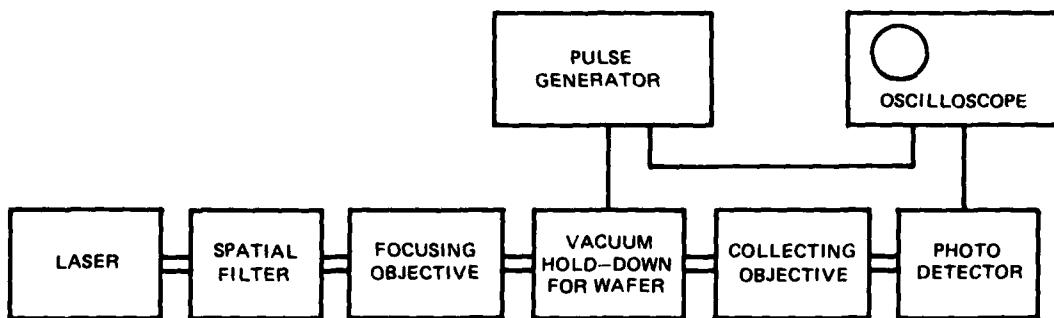 PULSE
GENERATOR
OSCILLOSCOPE
LASER
SPATIAL
FILTER
FOCUSING
OBJECTIVE
VACUUM
HOLD-DOWN
FOR WAFER
COLLECTING
OBJECTIVE
PHOTO
DETECTOR